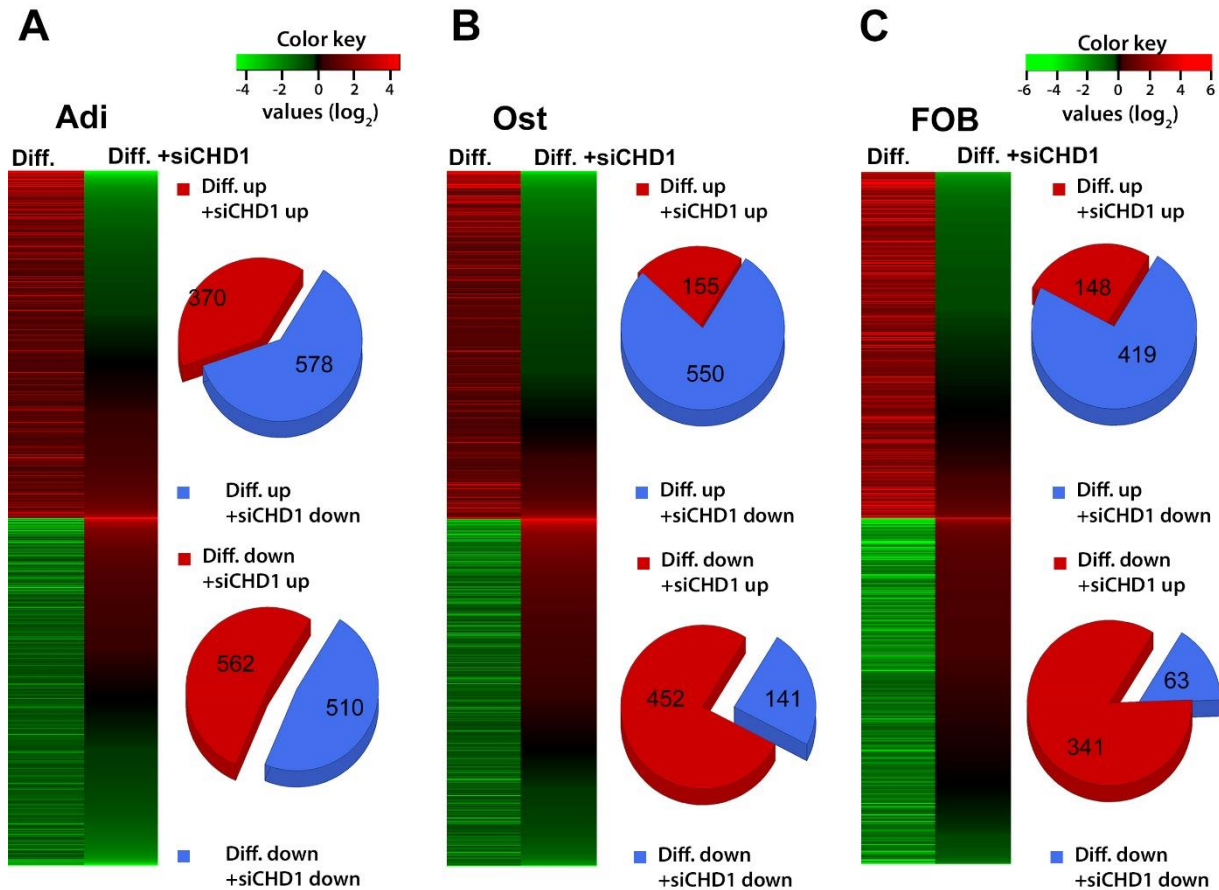 A
Color key
-4 -2 0 2 4
values (log2)
Adi
Diff. Diff. +siCHD1
Diff. up
+siCHD1 up
370
578
Diff. up
+siCHD1 down
Diff. down
+siCHD1 up
562
510
Diff. down
+siCHD1 down
B
Ost
Diff. Diff. +siCHD1
Diff. up
+siCHD1 up
155
550
Diff. up
+siCHD1 down
Diff. down
+siCHD1 up
452
141
Diff. down
+siCHD1 down
C
Color key
-6 -4 -2 0 2 4 6
values (log2)
FOB
Diff. Diff. +siCHD1
Diff. up
+siCHD1 up
148
419
Diff. up
+siCHD1 down
Diff. down
+siCHD1 up
63
341
Diff. down
+siCHD1 down